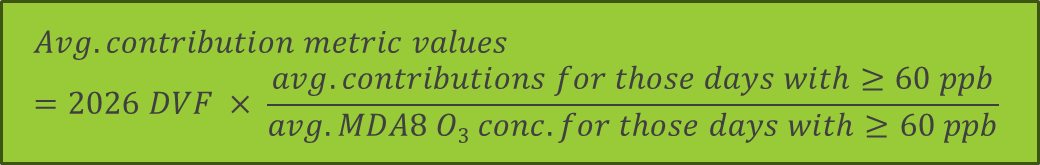 Avg. contribution metric values
= 2026 DVF × avg. contributions for those days with ≥ 60 ppb
avg. MDA8 O₃ conc. for those days with ≥ 60 ppb